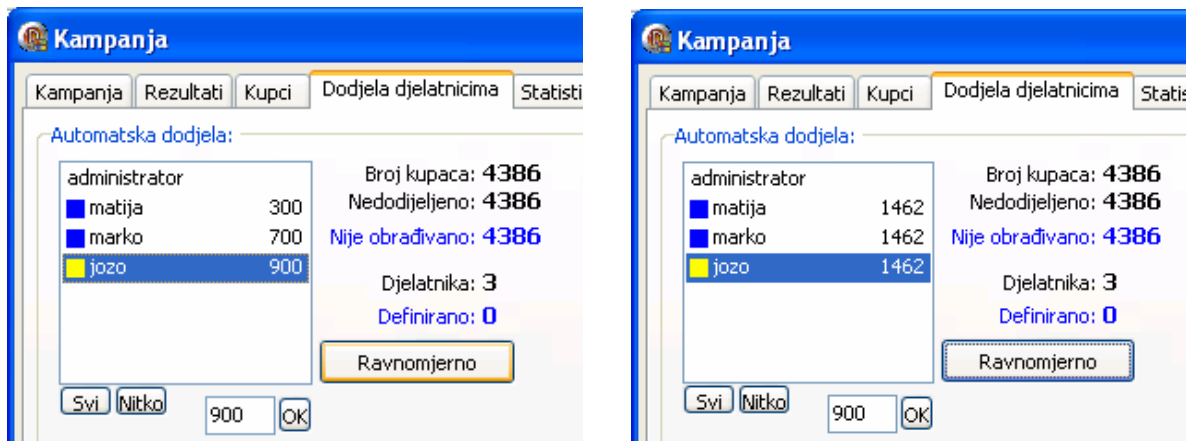 Kampanja
Kampanja Rezultati Kupci Dodjela djelatnicima Statisti
Automatska dodjela:
administrator
matija 300
marko 700
jozo 900
Broj kupaca: 4386
Nedodijeljeno: 4386
Nije obrađivano: 4386
Djelatnika: 3
Definirano: 0
Ravnomjerno
Svi Nitko
900 OK
Kampanja
Kampanja Rezultati Kupci Dodjela djelatnicima Statis
Automatska dodjela:
administrator
matija 1462
marko 1462
jozo 1462
Broj kupaca: 4386
Nedodijeljeno: 4386
Nije obrađivano: 4386
Djelatnika: 3
Definirano: 0
Ravnomjerno
Svi Nitko
900 OK